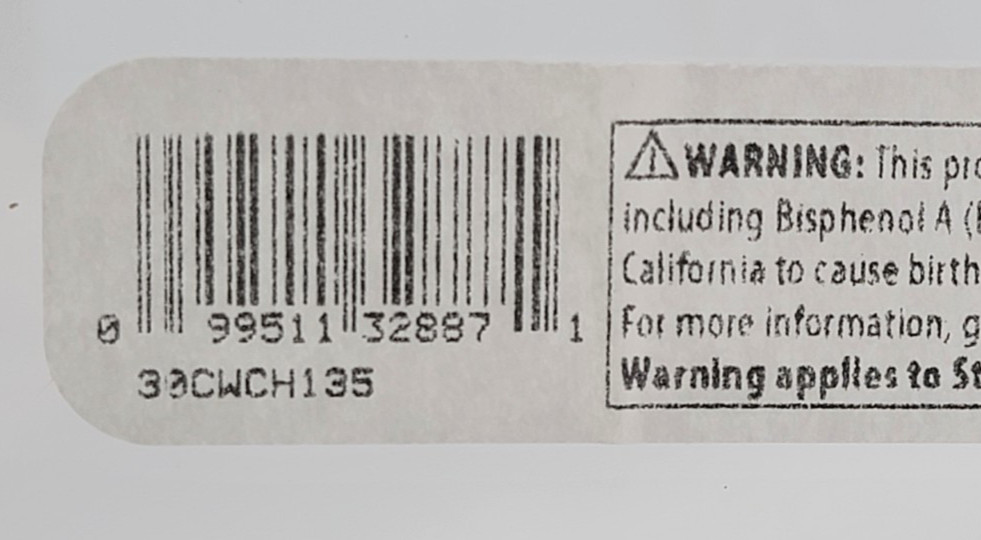 0 99511 32887 1
30CWCH135
WARNING: This
including Bisphenol A
California to cause birth
For more information,
Warning applies to